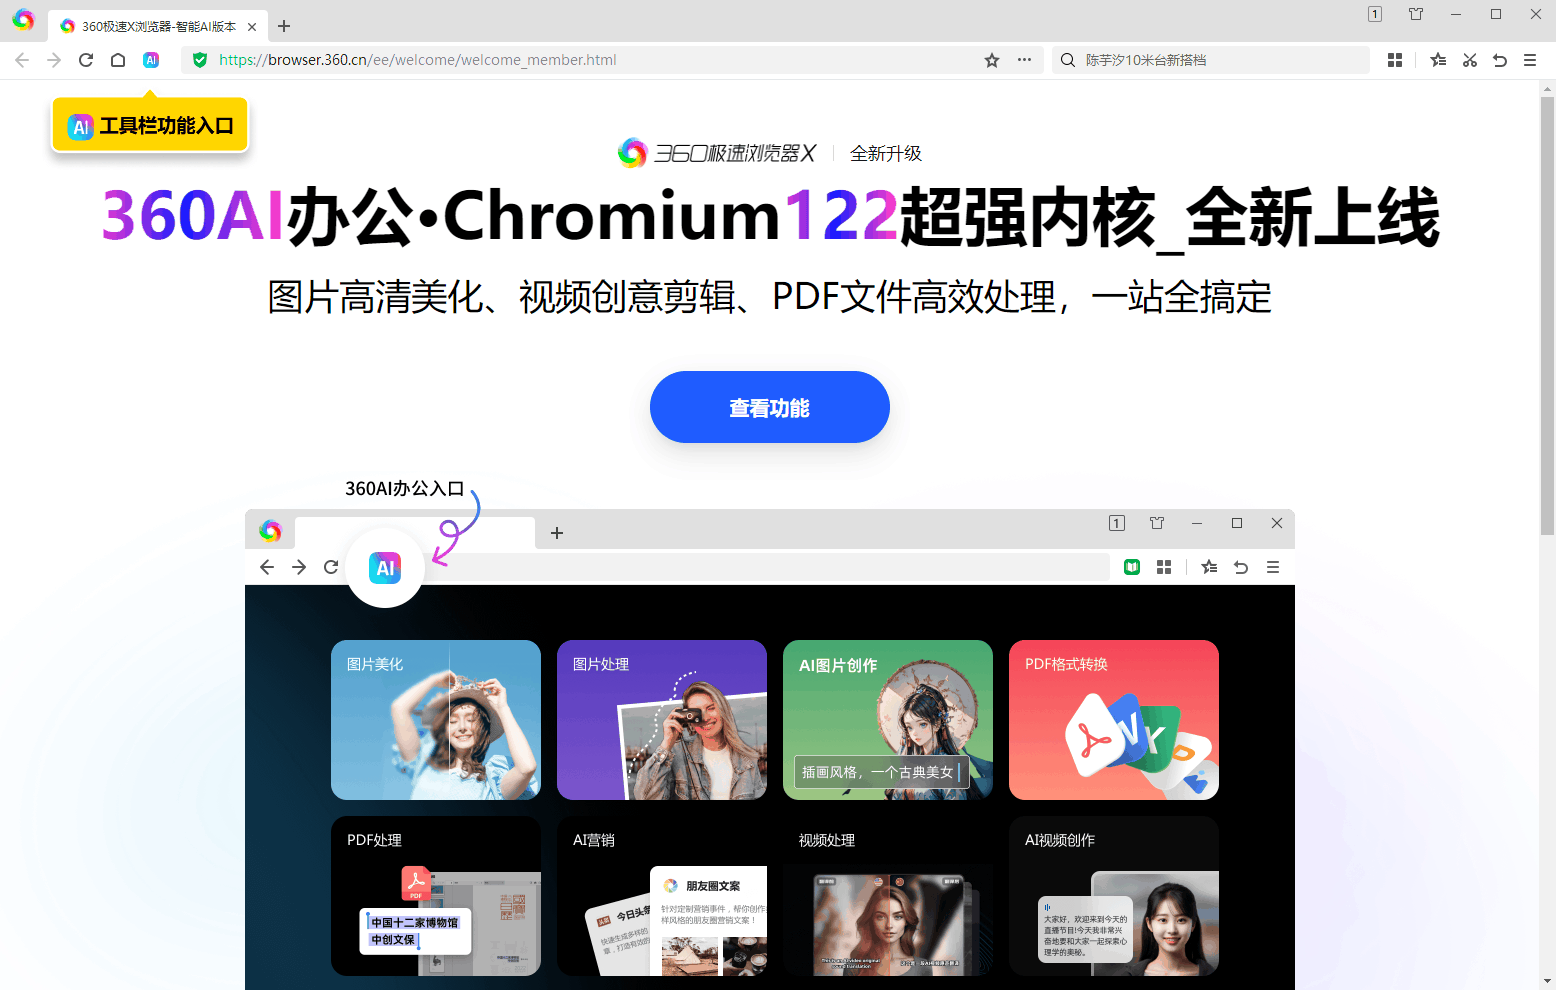 360极速X浏览器-智能AI版本
1
AI
https://browser.360.cn/ee/welcome/welcome_member.html
陈芋汐10米台新搭档
AI 工具栏功能入口
360极速浏览器X
全新升级
360AI办公•Chromium122超强内核_全新上线
图片高清美化、视频创意剪辑、PDF文件高效处理，一站全搞定
查看功能
360AI办公入口
1
AI
图片美化
图片处理
AI图片创作
PDF格式转换
插画风格，一个古典美女
PDF处理
AI营销
视频处理
AI视频创作
PDF
中国十二家博物馆
中创文保
头条
今日头条
快速生成多样的
朋友圈文案
针对定制营销事件，帮你创作
样风格的朋友圈营销文案！
大家好，欢迎来到今天的
直播节目!今天我非常兴
奋地要和大家一起探索心
理学的奥秘。